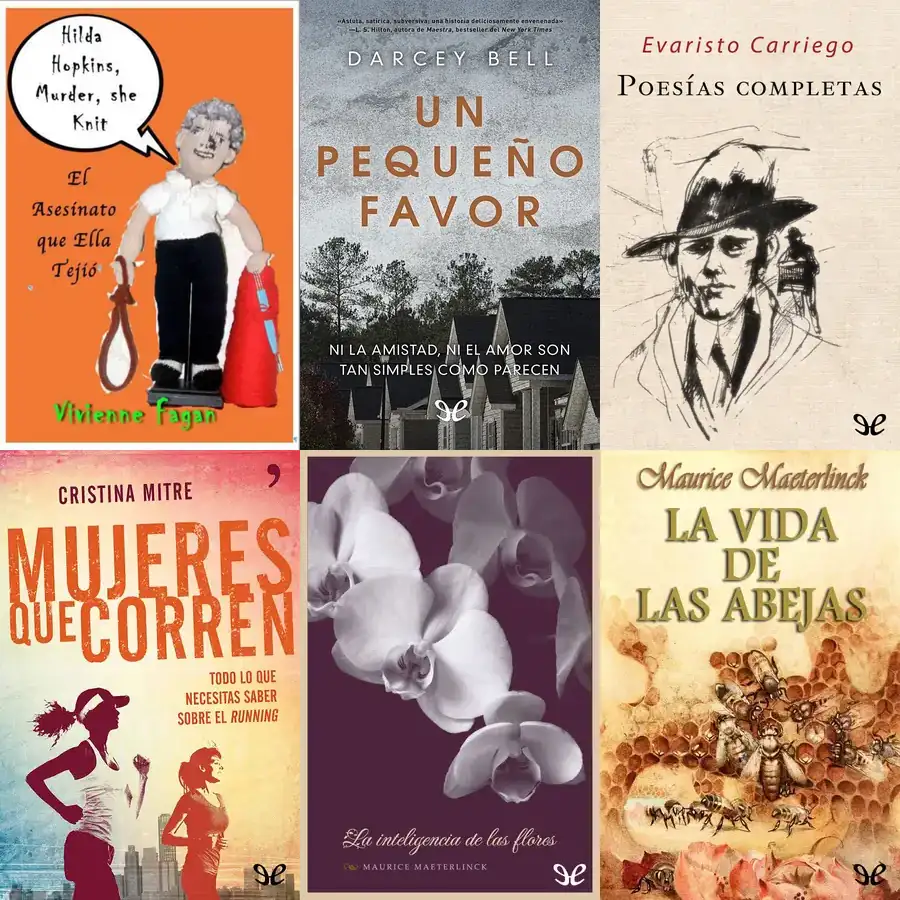 Hilda
Hopkins,
Murder, she
Knit
El
Asesinato
que Ella
Tejió
Vivienne Fagan
«Astuta, satírica, subversiva: una historia deliciosamente envenenada»
—L. S. Hilton, autora de Maestra, bestseller del New York Times
DARCEY BELL
UN
PEQUEÑO
FAVOR
NI LA AMISTAD, NI EL AMOR SON
TAN SIMPLES COMO PARECEN
Evaristo Carriego
POESÍAS COMPLETAS
CRISTINA MITRE
MUJERES
QUE CORREN
TODO LO QUE
NECESITAS SABER
SOBRE EL RUNNING
La inteligencia de las flores
MAURICE MAETERLINCK
Maurice Maeterlinck
LA VIDA
DE
LAS ABEJAS